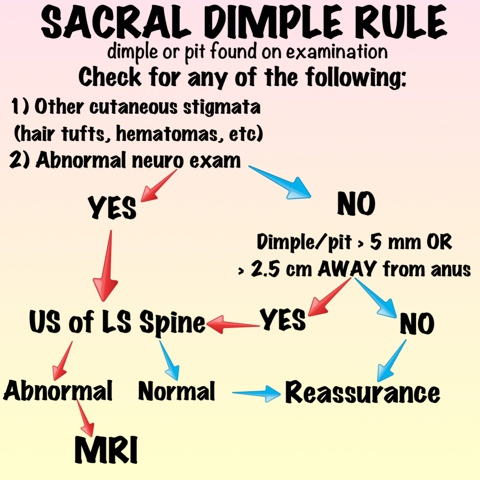 SACRAL DIMPLE RULE
dimple or pit found on examination
Check for any of the following:
1) Other cutaneous stigmata
(hair tufts, hematomas, etc)
2) Abnormal neuro exam
YES
NO
Dimple/pit > 5 mm OR
> 2.5 cm AWAY from anus
US of LS Spine
YES
NO
Abnormal
Normal
Reassurance
MRI